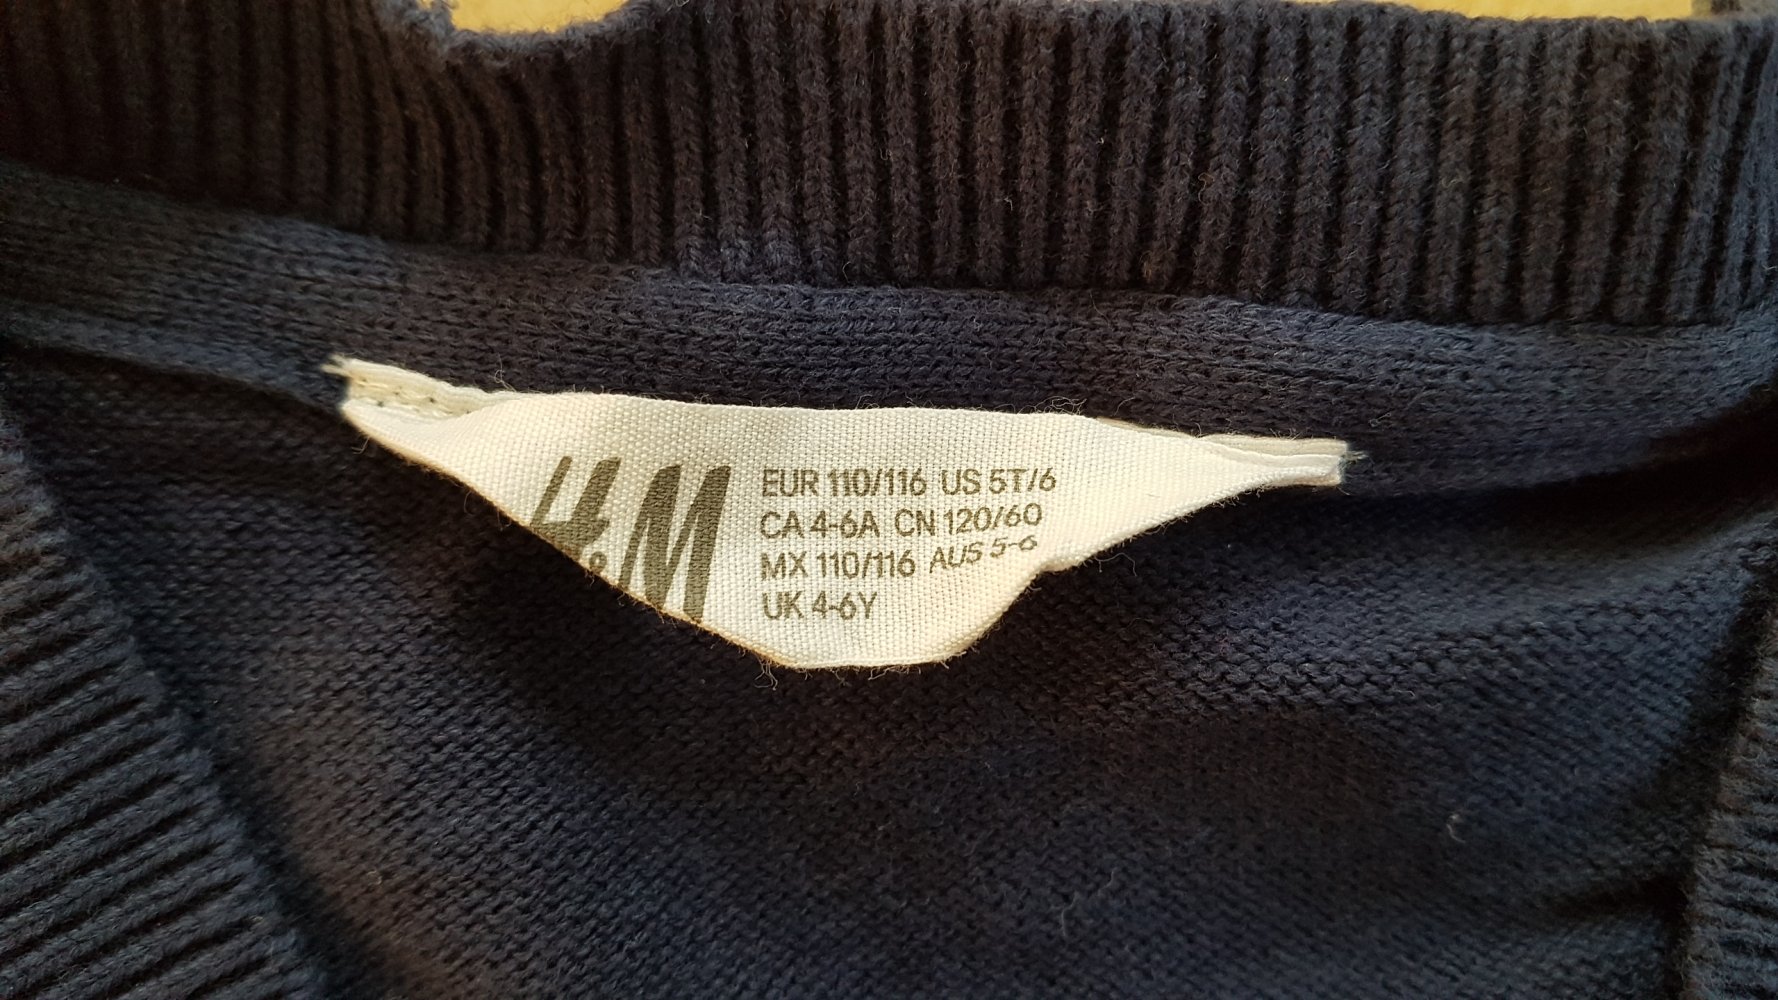 H&M
EUR 110/116 US 5T/6
CA 4-6A CN 120/60
MX 110/116 AUS 5-6
UK 4-6Y